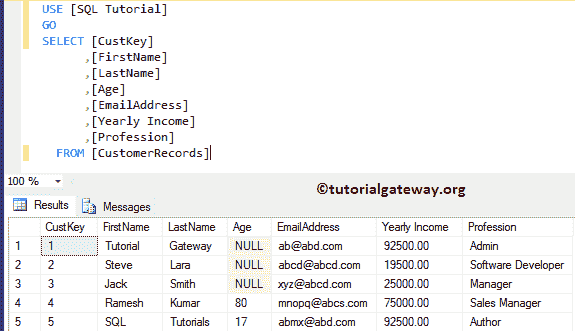 USE [SQL Tutorial]
GO
SELECT [CustKey]
,[FirstName]
,[LastName]
,[Age]
,[EmailAddress]
,[Yearly Income]
,[Profession]
FROM [CustomerRecords]
100 %
©tutorialgateway.org
Results Messages
CustKey FirstName LastName Age EmailAddress Yearly Income Profession
1 1 Tutorial Gateway NULL ab@abd.com 92500.00 Admin
2 2 Steve Lara NULL abcd@abcd.com 19500.00 Software Developer
3 3 Jack Smith NULL xyz@abcd.com 25000.00 Manager
4 4 Ramesh Kumar 80 mnopq@abcs.com 75000.00 Sales Manager
5 5 SQL Tutorials 17 abmx@abd.com 92500.00 Author